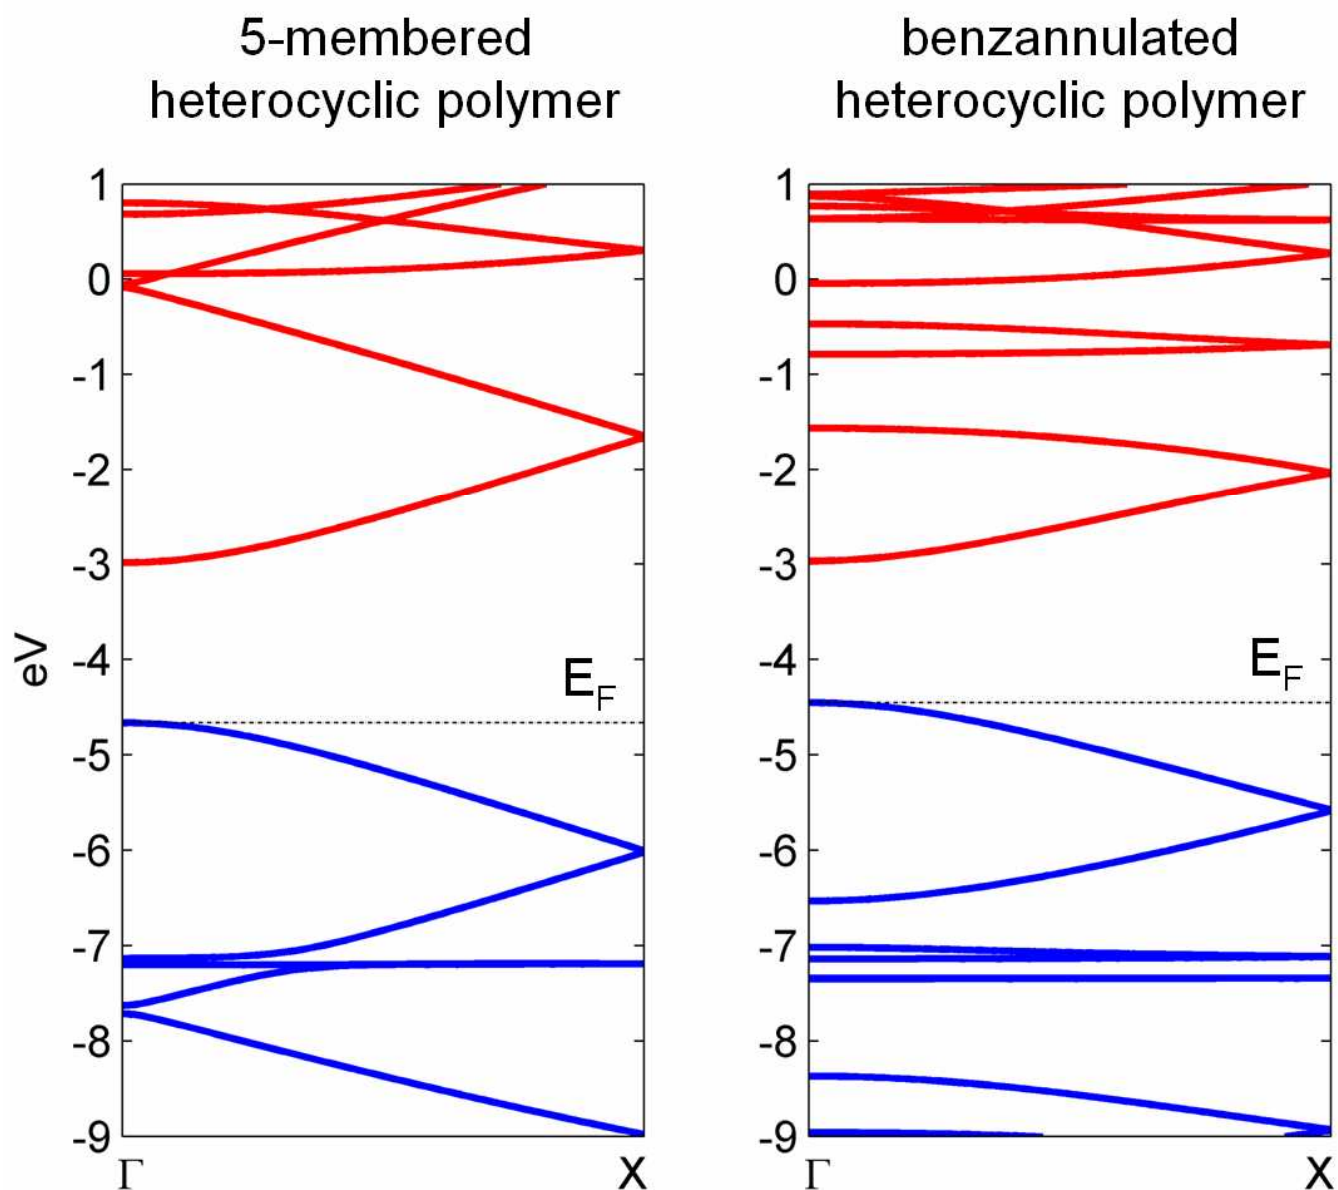 5-membered
heterocyclic polymer
benzannulated
heterocyclic polymer
eV
1
0
-1
-2
-3
-4
-5
-6
-7
-8
-9
E_F
Γ
X
1
0
-1
-2
-3
-4
-5
-6
-7
-8
-9
E_F
Γ
X